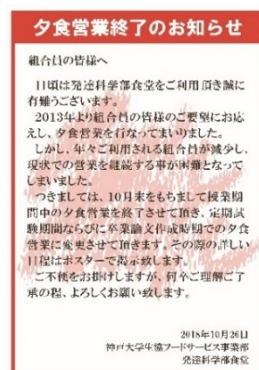 夕食営業終了のお知らせ
組合員の皆様へ
日頃は発達科学部食堂をご利用頂き誠に
有難うございます。
2013年より組合員の皆様のご要望にお応
えし、夕食営業を行なってまいりました。
しかし、年々ご利用される組合員が減少し、
現状での営業を継続する事が困難となって
しまいました。
つきましては、10月末をもちまして授業期
間中の夕食営業を終了させて頂き、定期試
験期間ならびに卒業論文作成時期での夕食
営業に変更させて頂きます。その際の詳しい
日程はポスターで掲示致します。
ご不便をお掛けしますが、何卒ご理解ご了
承の程、よろしくお願い致します。
2018年10月26日
神戸大学生協フードサービス事業部
発達科学部食堂